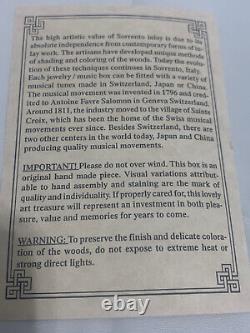 The high artistic value of Sorrento inlay is due to its
absolute independence from contemporary forms of in-
lay work. The artisans have developed unique methods
of shading and coloring of the woods. Today the evolu-
tion of these techniques continues in Sorrento, Italy.
Each jewelry / music box can be fitted with a variety of
musical tunes made in Switzerland, Japan or China.
The musical movement was invented in 1796 and cred-
ited to Antoine Favre Salomon in Geneva Switzerland.
Around 1811, the industry moved to the village of Sainte
Croix, which has been the home of the Swiss musical
movements ever since. Besides Switzerland, there are
two other centers in the world today, Japan and China
producing quality musical movements.
IMPORTANT! Please do not over wind. This box is an
original hand made piece. Visual variations attribut-
able to hand assembly and staining are the mark of
quality and individuality. If properly cared for, this lovely
art treasure will represent an investment in both plea-
sure, value and memories for years to come.
WARNING: To preserve the finish and delicate colora-
tion of the woods, do not expose to extreme heat or
strong direct lights.